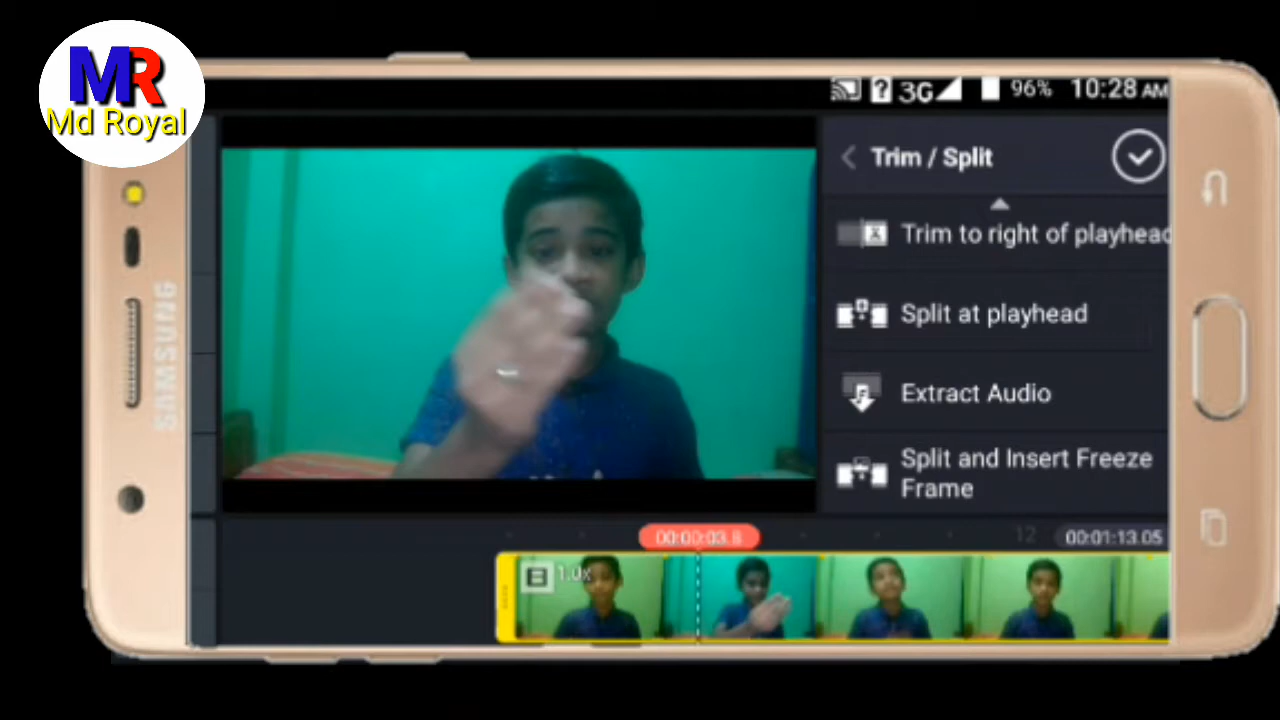 MR
Md Royal
3G
96%
10:28 AM
Trim / Split
Trim to right of playhead
Split at playhead
Extract Audio
Split and Insert Freeze
Frame
SAMSUNG
00:00:03.8
12
00:01:13.05
1.0x